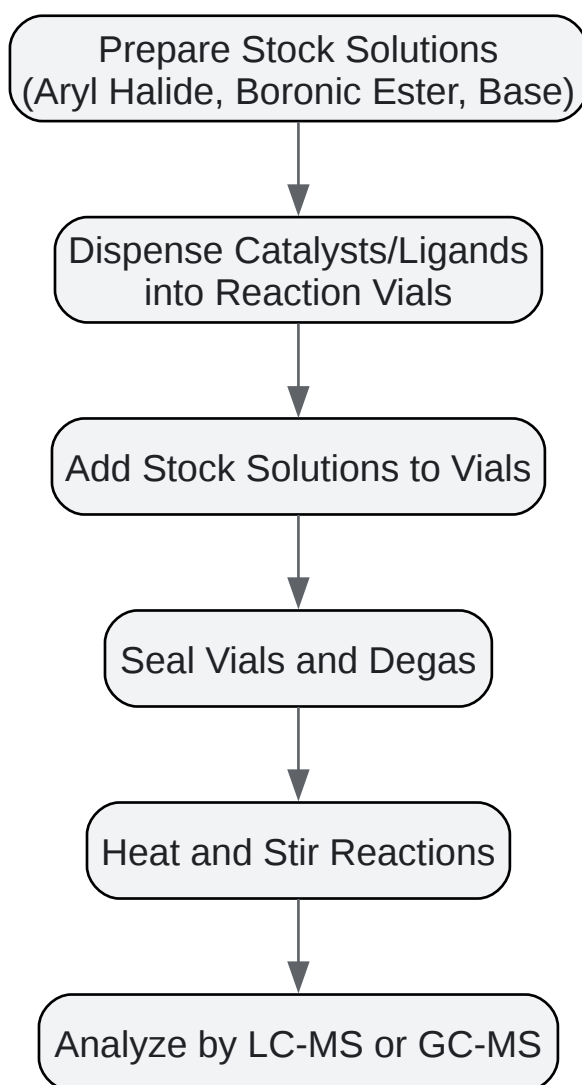 Prepare Stock Solutions
(Aryl Halide, Boronic Ester, Base)
Dispense Catalysts/Ligands
into Reaction Vials
Add Stock Solutions to Vials
Seal Vials and Degas
Heat and Stir Reactions
Analyze by LC-MS or GC-MS